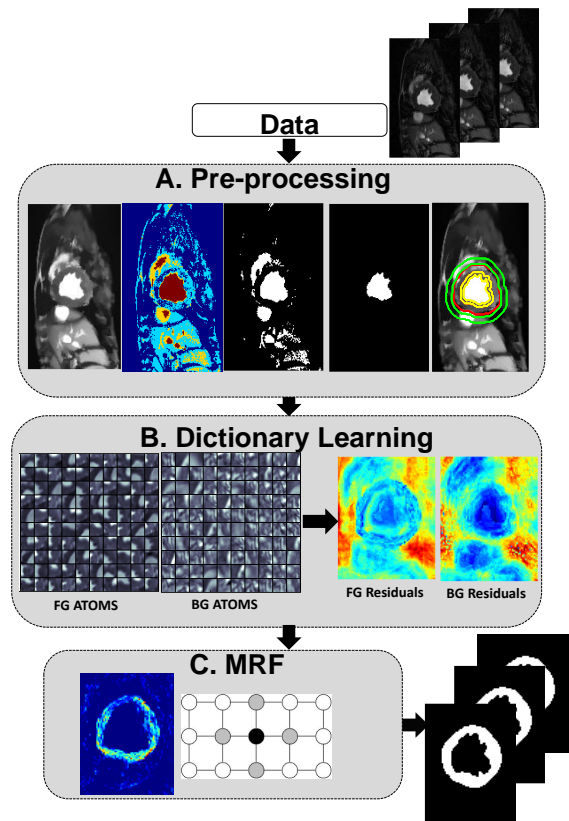 Data
A. Pre-processing
B. Dictionary Learning
FG ATOMS
BG ATOMS
FG Residuals
BG Residuals
C. MRF